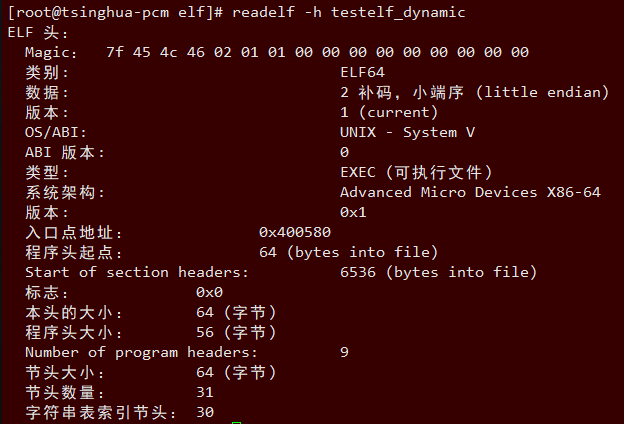 [root@tsinghua-pcm elf]# readelf -h testelf_dynamic
ELF 头：
  Magic：  7f 45 4c 46 02 01 01 00 00 00 00 00 00 00 00 00
  类别:                              ELF64
  数据:                              2 补码，小端序 (little endian)
  版本:                              1 (current)
  OS/ABI:                            UNIX - System V
  ABI 版本:                          0
  类型:                              EXEC (可执行文件)
  系统架构:                          Advanced Micro Devices X86-64
  版本:                              0x1
  入口点地址：              0x400580
  程序头起点：              64 (bytes into file)
  Start of section headers:          6536 (bytes into file)
  标志：             0x0
  本头的大小：       64 (字节)
  程序头大小：       56 (字节)
  Number of program headers:         9
  节头大小：         64 (字节)
  节头数量：         31
  字符串表索引节头： 30